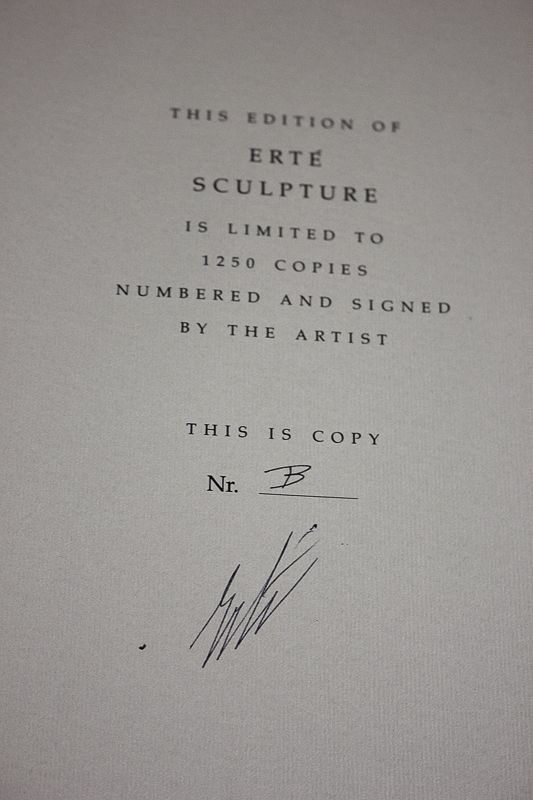 THIS EDITION OF
ERTÉ
SCULPTURE
IS LIMITED TO
1250 COPIES
NUMBERED AND SIGNED
BY THE ARTIST
THIS IS COPY
Nr. B
Erté